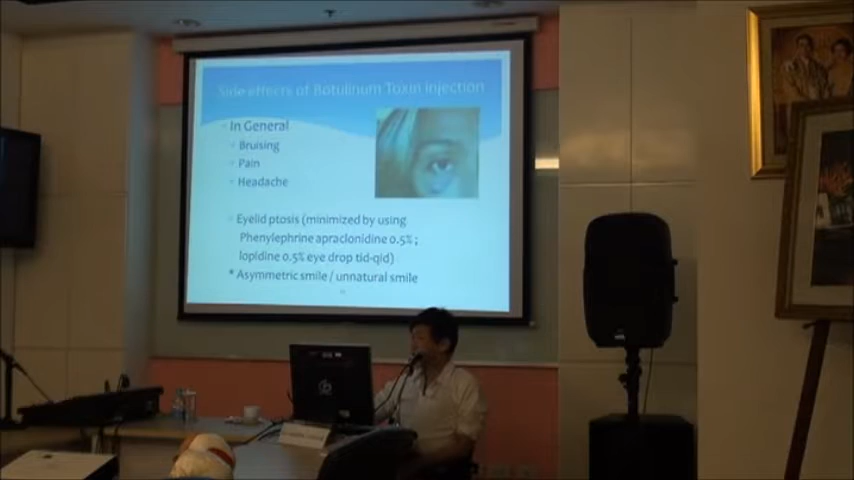 Side effects of Botulinum Toxin Injection
In General
Bruising
Pain
Headache
Eyelid ptosis (minimized by using
Phenylephrine apraclonidine 0.5% ;
Iopidine 0.5% eye drop tid-qid)
* Asymmetric smile / unnatural smile